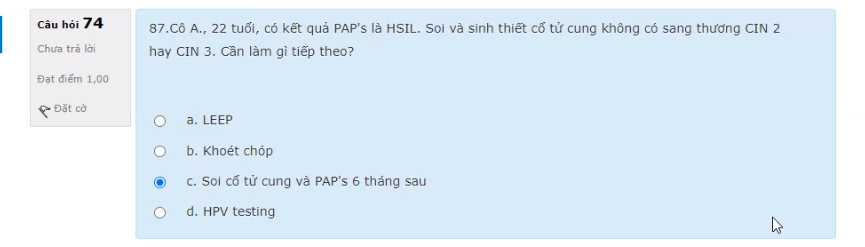 Câu hỏi 74
Chưa trả lời
Đạt điểm 1,00
Đặt cờ
87.Cô A., 22 tuổi, có kết quả PAP's là HSIL. Soi và sinh thiết cổ tử cung không có sang thương CIN 2
hay CIN 3. Cần làm gì tiếp theo?
a. LEEP
b. Khoét chóp
c. Soi cổ tử cung và PAP's 6 tháng sau
d. HPV testing